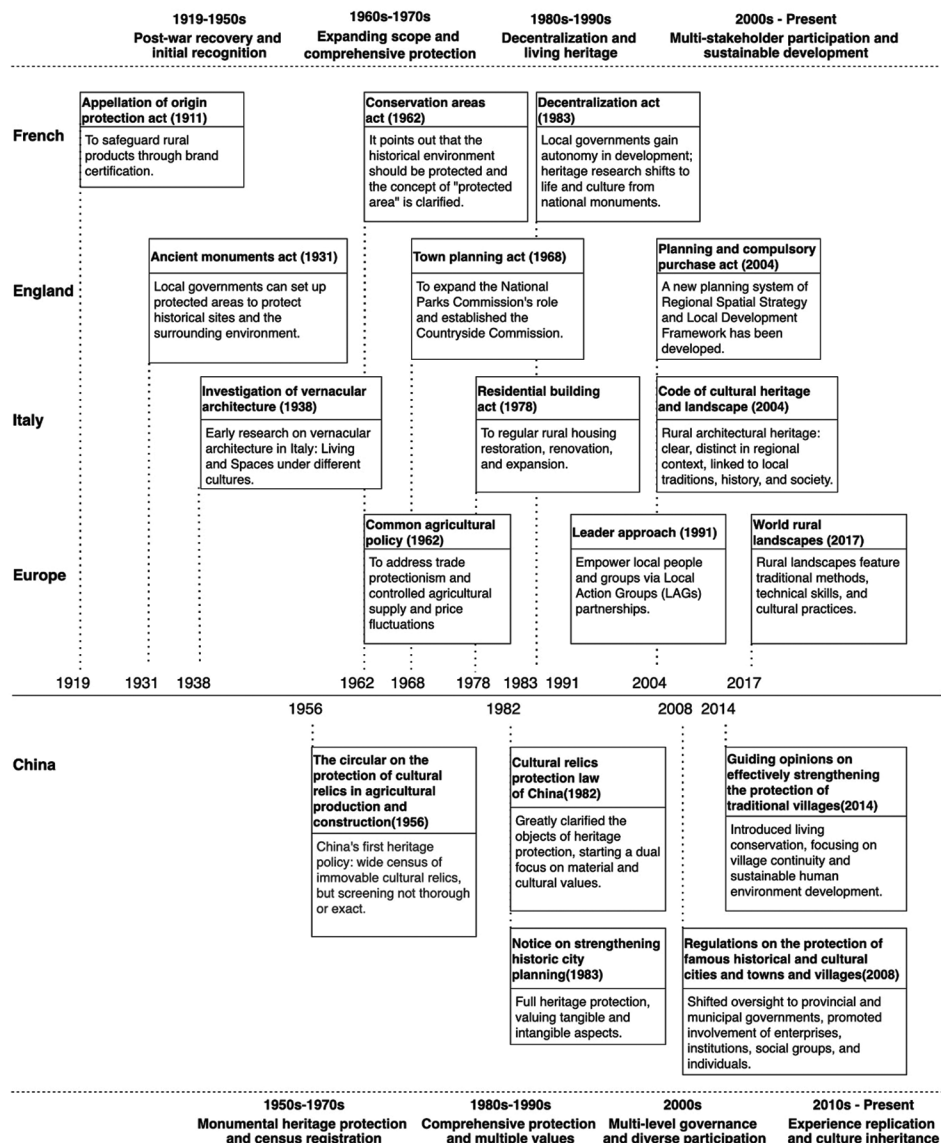 1919-1950s
Post-war recovery and
initial recognition
1960s-1970s
Expanding scope and
comprehensive protection
1980s-1990s
Decentralization and
living heritage
2000s - Present
Multi-stakeholder participation and
sustainable development
French
Appellation of origin
protection act (1911)
To safeguard rural
products through brand
certification.
Conservation areas
act (1962)
It points out that the
historical environment
should be protected and
the concept of "protected
area" is clarified.
Decentralization act
(1983)
Local governments gain
autonomy in development;
heritage research shifts to
life and culture from
national monuments.
England
Ancient monuments act (1931)
Local governments can set up
protected areas to protect
historical sites and the
surrounding environment.
Town planning act (1968)
To expand the National
Parks Commission's role
and established the
Countryside Commission.
Planning and compulsory
purchase act (2004)
A new planning system of
Regional Spatial Strategy
and Local Development
Framework has been
developed.
Italy
Investigation of vernacular
architecture (1938)
Early research on vernacular
architecture in Italy: Living
and Spaces under different
cultures.
Residential building
act (1978)
To regular rural housing
restoration, renovation,
and expansion.
Code of cultural heritage
and landscape (2004)
Rural architectural heritage:
clear, distinct in regional
context, linked to local
traditions, history, and society.
Europe
Common agricultural
policy (1962)
To address trade
protectionism and
controlled agricultural
supply and price
fluctuations
Leader approach (1991)
Empower local people
and groups via Local
Action Groups (LAGs)
partnerships.
World rural
landscapes (2017)
Rural landscapes feature
traditional methods,
technical skills, and
cultural practices.
1919 1931 1938 1962 1968 1978 1983 1991 2004 2017
1956 1982 2008 2014
China
The circular on the
protection of cultural
relics in agricultural
production and
construction(1956)
China's first heritage
policy: wide census of
immovable cultural relics,
but screening not thorough
or exact.
Cultural relics
protection law
of China(1982)
Greatly clarified the
objects of heritage
protection, starting a dual
focus on material and
cultural values.
Guiding opinions on
effectively strengthening
the protection of
traditional villages(2014)
Introduced living
conservation, focusing on
village continuity and
sustainable human
environment development.
Notice on strengthening
historic city
planning(1983)
Full heritage protection,
valuing tangible and
intangible aspects.
Regulations on the protection of
famous historical and cultural
cities and towns and villages(2008)
Shifted oversight to provincial and
municipal governments, promoted
involvement of enterprises,
institutions, social groups, and
individuals.
1950s-1970s
Monumental heritage protection
and census registration
1980s-1990s
Comprehensive protection
and multiple values
2000s
Multi-level governance
and diverse participation
2010s - Present
Experience replication
and culture inheritance